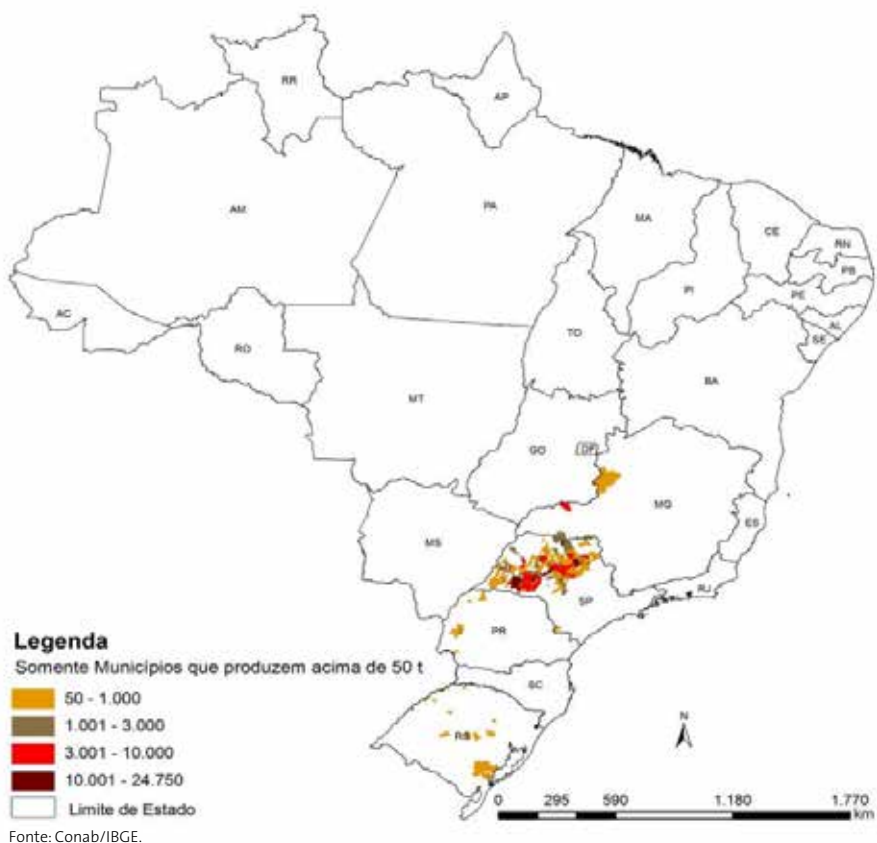 RR
AP
AM
PA
MA
CE
RN
PB
PI
PE
AL
SE
AC
TO
RO
BA
MT
GO
DF
MG
ES
MS
RJ
SP
PR
SC
RS
Legenda
Somente Municípios que produzem acima de 50 t
50 - 1.000
1.001 - 3.000
3.001 - 10.000
10.001 - 24.750
Limite de Estado
N
0 295 590 1.180 1.770
km
Fonte: Conab/IBGE.